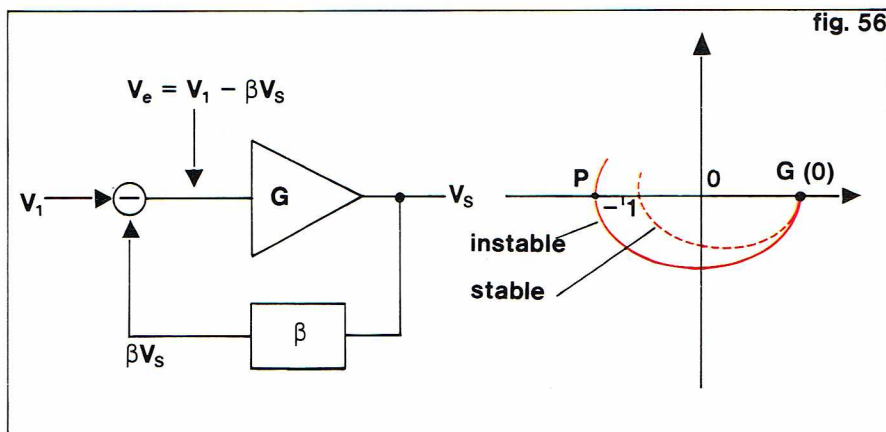 fig. 56
Vₑ = V₁ – βVₛ
V₁
–
G
Vₛ
β
βVₛ
P
–1
0
G (0)
instable
stable